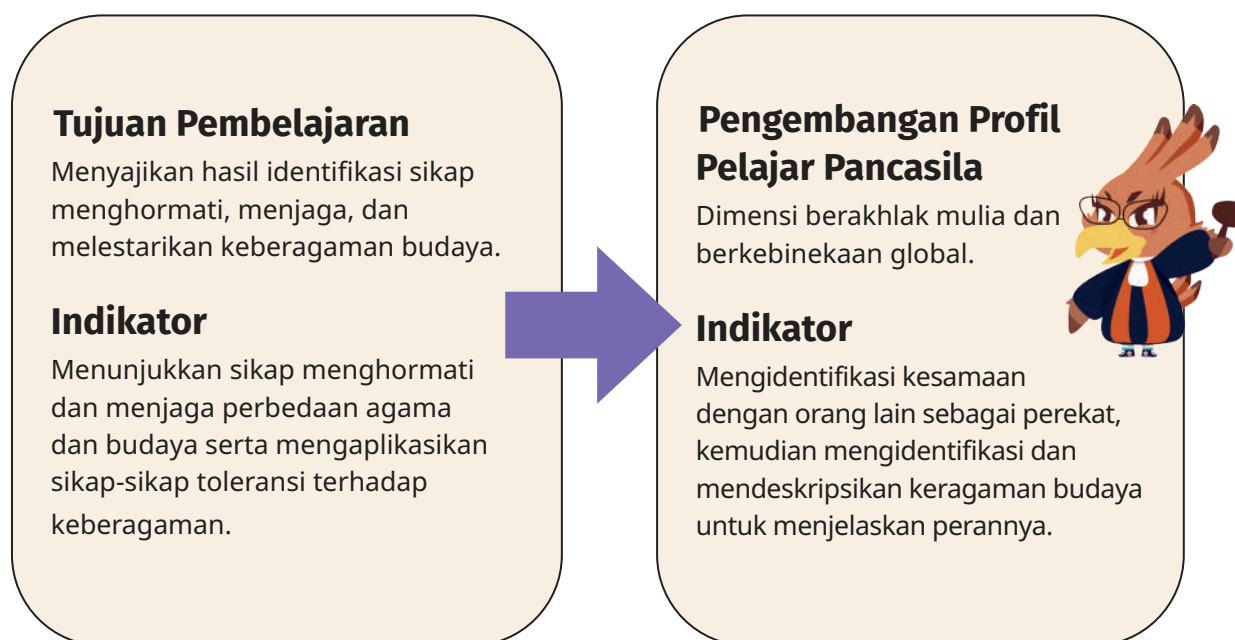 Tujuan Pembelajaran
Menyajikan hasil identifikasi sikap
menghormati, menjaga, dan
melestarikan keberagaman budaya.
Indikator
Menunjukkan sikap menghormati
dan menjaga perbedaan agama
dan budaya serta mengaplikasikan
sikap-sikap toleransi terhadap
keberagaman.
Pengembangan Profil
Pelajar Pancasila
Dimensi berakhlak mulia dan
berkebinekaan global.
Indikator
Mengidentifikasi kesamaan
dengan orang lain sebagai perekat,
kemudian mengidentifikasi dan
mendeskripsikan keragaman budaya
untuk menjelaskan perannya.